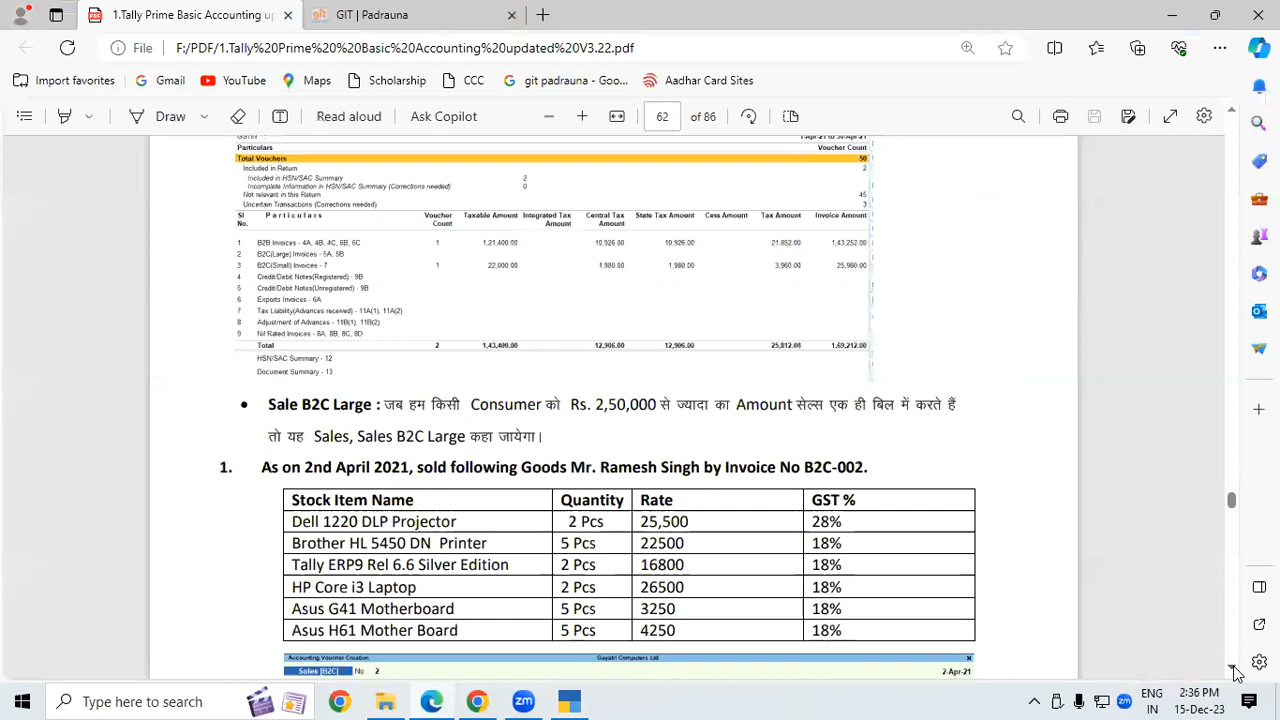 1.Tally Prime Basic Accounting
GIT | Padrauna
File
F:/PDF/1.Tally%20Prime%20Basic%20Accounting%20updated%20V3.22.pdf
Import favorites
Gmail
YouTube
Maps
Scholarship
CCC
git padrauna - Goo...
Aadhar Card Sites
Draw
Read aloud
Ask Copilot
62 of 86
Particulars Voucher Count
Total Vouchers 50
Included in Return 2
Included in HSN/SAC Summary 2
Incomplete Information in HSN/SAC Summary (Corrections needed) 0
Not relevant in this Return 45
Uncertain Transactions (Corrections needed) 3
Sl Particulars Voucher Taxable Amount Integrated Tax Central Tax State Tax Amount Cess Amount Tax Amount Invoice Amount
No. Count Amount Amount
1 B2B Invoices - 4A, 4B, 4C, 6B, 6C 1 1,21,400.00 10,926.00 10,926.00 21,852.00 1,43,252.00
2 B2C(Large) Invoices - 5A, 5B
3 B2C(Small) Invoices - 7 1 22,000.00 1,980.00 1,980.00 3,960.00 25,960.00
4 Credit/Debit Notes(Registered) - 9B
5 Credit/Debit Notes(Unregistered) - 9B
6 Exports Invoices - 6A
7 Tax Liability(Advances received) - 11A(1), 11A(2)
8 Adjustment of Advances - 11B(1), 11B(2)
9 Nil Rated Invoices - 8A, 8B, 8C, 8D
Total 2 1,43,400.00 12,906.00 12,906.00 25,812.00 1,69,212.00
HSN/SAC Summary - 12
Document Summary - 13
• Sale B2C Large : जब हम किसी Consumer को Rs. 2,50,000 से ज्यादा का Amount सेल्स एक ही बिल में करते हैं
तो यह Sales, Sales B2C Large कहा जायेगा।
1. As on 2nd April 2021, sold following Goods Mr. Ramesh Singh by Invoice No B2C-002.
Stock Item Name Quantity Rate GST %
Dell 1220 DLP Projector 2 Pcs 25,500 28%
Brother HL 5450 DN Printer 5 Pcs 22500 18%
Tally ERP9 Rel 6.6 Silver Edition 2 Pcs 16800 18%
HP Core i3 Laptop 2 Pcs 26500 18%
Asus G41 Motherboard 5 Pcs 3250 18%
Asus H61 Mother Board 5 Pcs 4250 18%
Accounting Voucher Creation Gayatri Computers Ltd
Sales [B2C] No 2 2-Apr-21
Type here to search
ENG
IN
2:36 PM
15-Dec-23